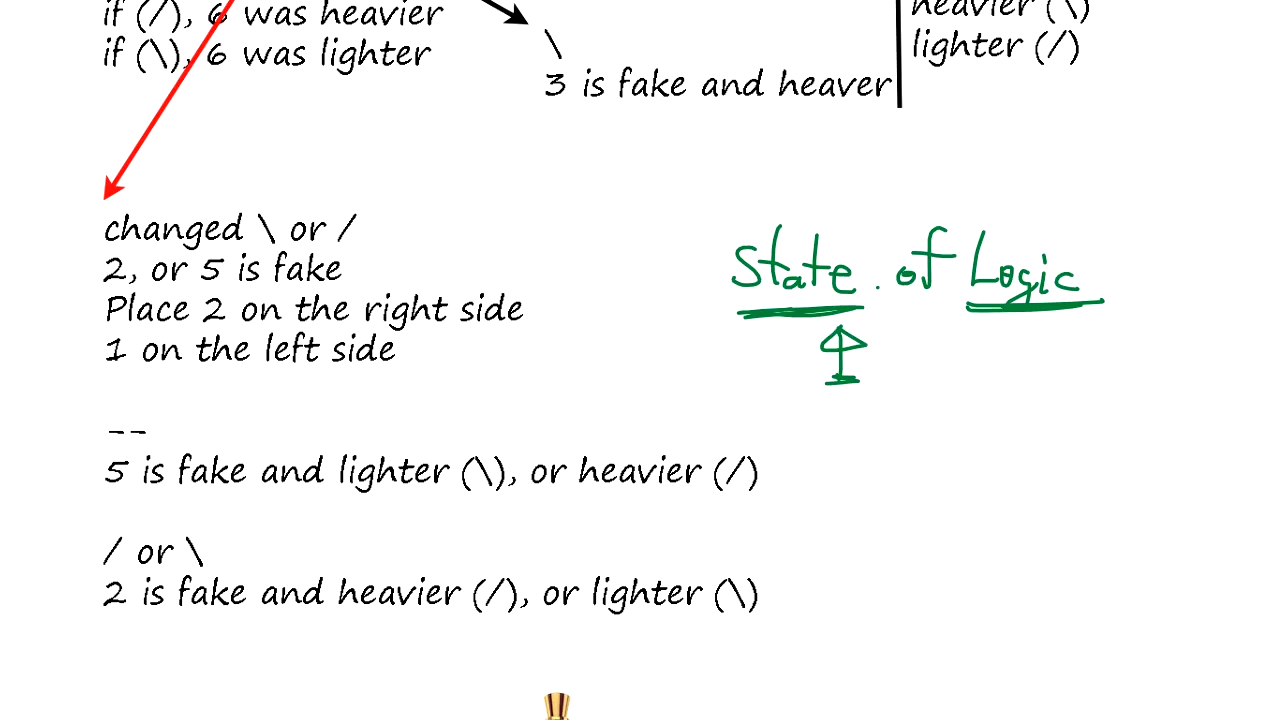 if (/), 6 was heavier
if (\), 6 was lighter
\
3 is fake and heaver
heavier (\)
lighter (/)
changed \ or /
2, or 5 is fake
Place 2 on the right side
1 on the left side
State of Logic
--
5 is fake and lighter (\), or heavier (/)
/ or \
2 is fake and heavier (/), or lighter (\)